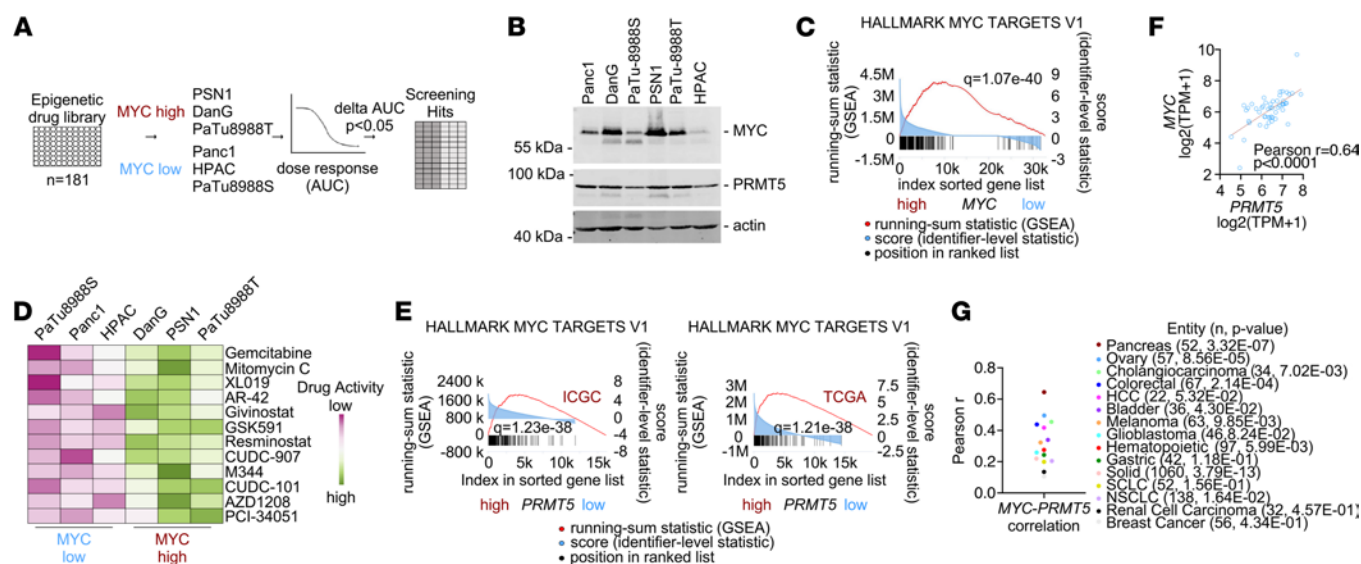 A
Epigenetic
drug library
n=181
MYC high
MYC low
PSN1
DanG
PaTu8988T
Panc1
HPAC
PaTu8988S
dose response
(AUC)
delta AUC
p<0.05
Screening
Hits
B
Panc1
DanG
PaTu-8988S
PSN1
PaTu-8988T
HPAC
- MYC
55 kDa -
100 kDa -
- PRMT5
- actin
40 kDa -
C
HALLMARK MYC TARGETS V1
running-sum statistic
(GSEA)
4.5M
3M
1.5M
0
-1.5M
q=1.07e-40
9
6
3
0
-3
(identifier-level statistic)
score
0 10k 20k 30k
index sorted gene list
high MYC low
running-sum statistic (GSEA)
score (identifier-level statistic)
position in ranked list
F
MYC
log2(TPM+1)
10
8
6
4
2
Pearson r=0.64
p<0.0001
4 5 6 7 8
PRMT5
log2(TPM+1)
D
PaTu8988S
Panc1
HPAC
DanG
PSN1
PaTu8988T
Gemcitabine
Mitomycin C
XL019
AR-42
Givinostat
GSK591
Resminostat
CUDC-907
M344
CUDC-101
AZD1208
PCI-34051
MYC
low
MYC
high
Drug Activity
low
high
E
HALLMARK MYC TARGETS V1
running-sum statistic
(GSEA)
2400 k
1600 k
800 k
0
-800 k
ICGC
q=1.23e-38
8
4
0
-4
-8
(identifier-level statistic)
score
0 5k 10k 15k
Index in sorted gene list
high PRMT5 low
HALLMARK MYC TARGETS V1
running-sum statistic
(GSEA)
3M
2M
1M
0
-1M
TCGA
q=1.21e-38
7.5
5
2.5
0
-2.5
(identifier-level statistic)
score
0 5k 10k 15k
Index in sorted gene list
high PRMT5 low
running-sum statistic (GSEA)
score (identifier-level statistic)
position in ranked list
G
Pearson r
0.8
0.6
0.4
0.2
0.0
MYC-PRMT5
correlation
Entity (n, p-value)
Pancreas (52, 3.32E-07)
Ovary (57, 8.56E-05)
Cholangiocarcinoma (34, 7.02E-03)
Colorectal (67, 2.14E-04)
HCC (22, 5.32E-02)
Bladder (36, 4.30E-02)
Melanoma (63, 9.85E-03)
Glioblastoma (46,8.24E-02)
Hematopoietic (97, 5.99E-03)
Gastric (42, 1.18E-01)
Solid (1060, 3.79E-13)
SCLC (52, 1.56E-01)
NSCLC (138, 1.64E-02)
Renal Cell Carcinoma (32, 4.57E-01)
Breast Cancer (56, 4.34E-01)